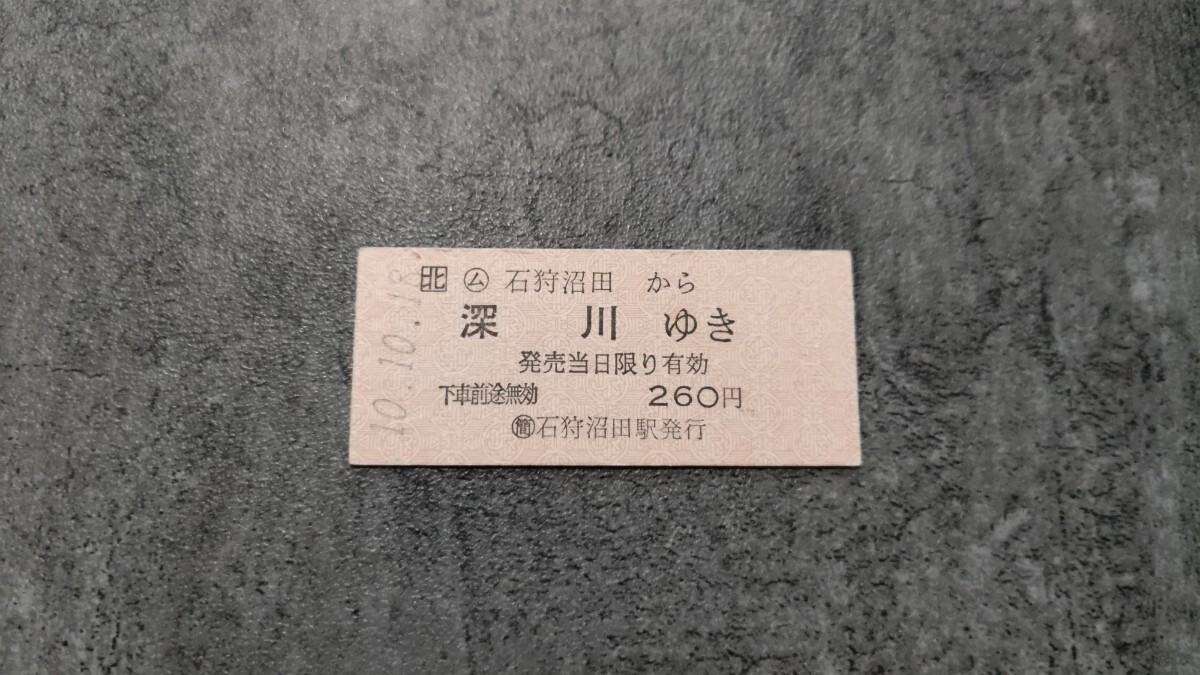 北 ム 石狩沼田 から
深川 ゆき
発売当日限り有効
下車前途無効 260円
簡石狩沼田駅発行
10.10.18